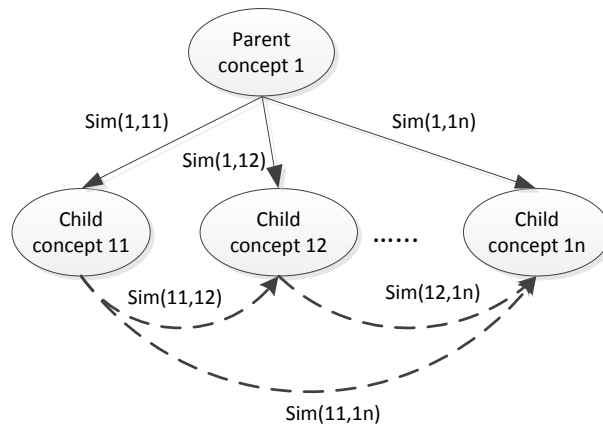 Parent
concept 1
Sim(1,11)
Sim(1,12)
Sim(1,1n)
Child
concept 11
Child
concept 12
......
Child
concept 1n
Sim(11,12)
Sim(12,1n)
Sim(11,1n)